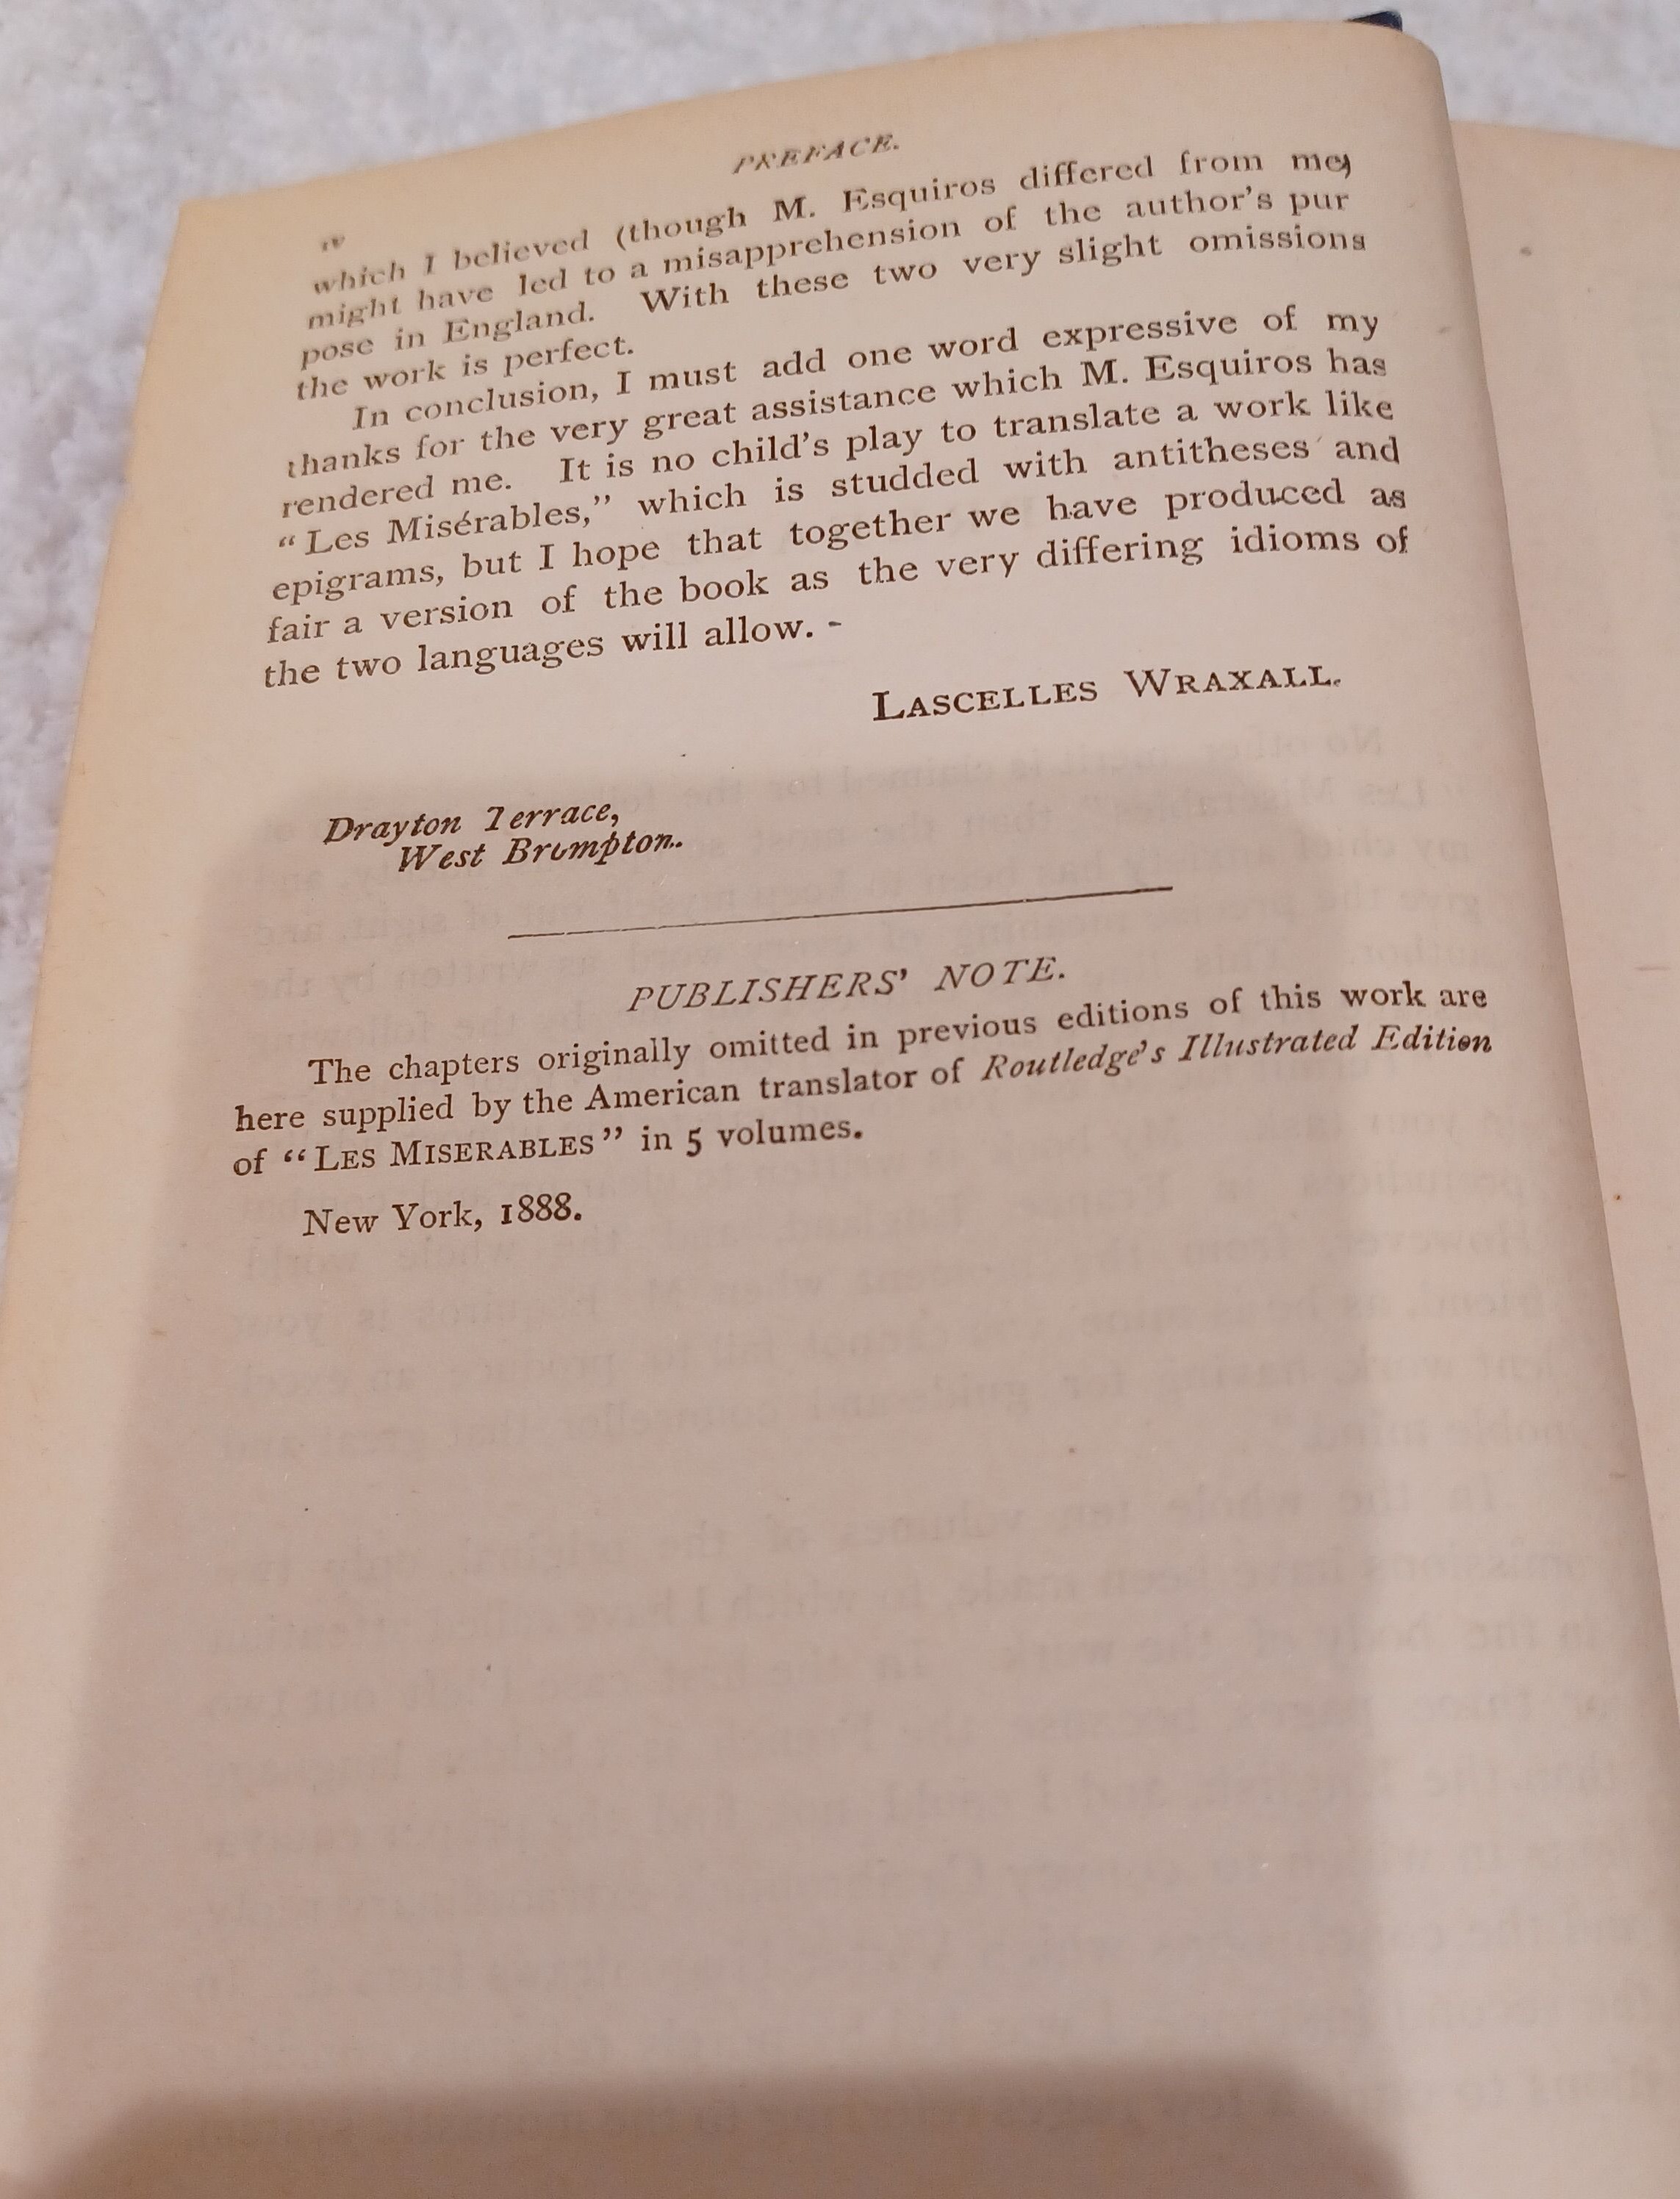 PREFACE.
iv
which I believed (though M. Esquiros differed from me)
might have led to a misapprehension of the author's pur
pose in England. With these two very slight omissions
the work is perfect.
In conclusion, I must add one word expressive of my
thanks for the very great assistance which M. Esquiros has
rendered me. It is no child's play to translate a work like
“Les Misérables,” which is studded with antitheses and
epigrams, but I hope that together we have produced as
fair a version of the book as the very differing idioms of
the two languages will allow. -
LASCELLES WRAXALL.
Drayton Terrace,
West Brompton.
PUBLISHERS' NOTE.
The chapters originally omitted in previous editions of this work are
here supplied by the American translator of Routledge's Illustrated Edition
of “LES MISERABLES” in 5 volumes.
New York, 1888.